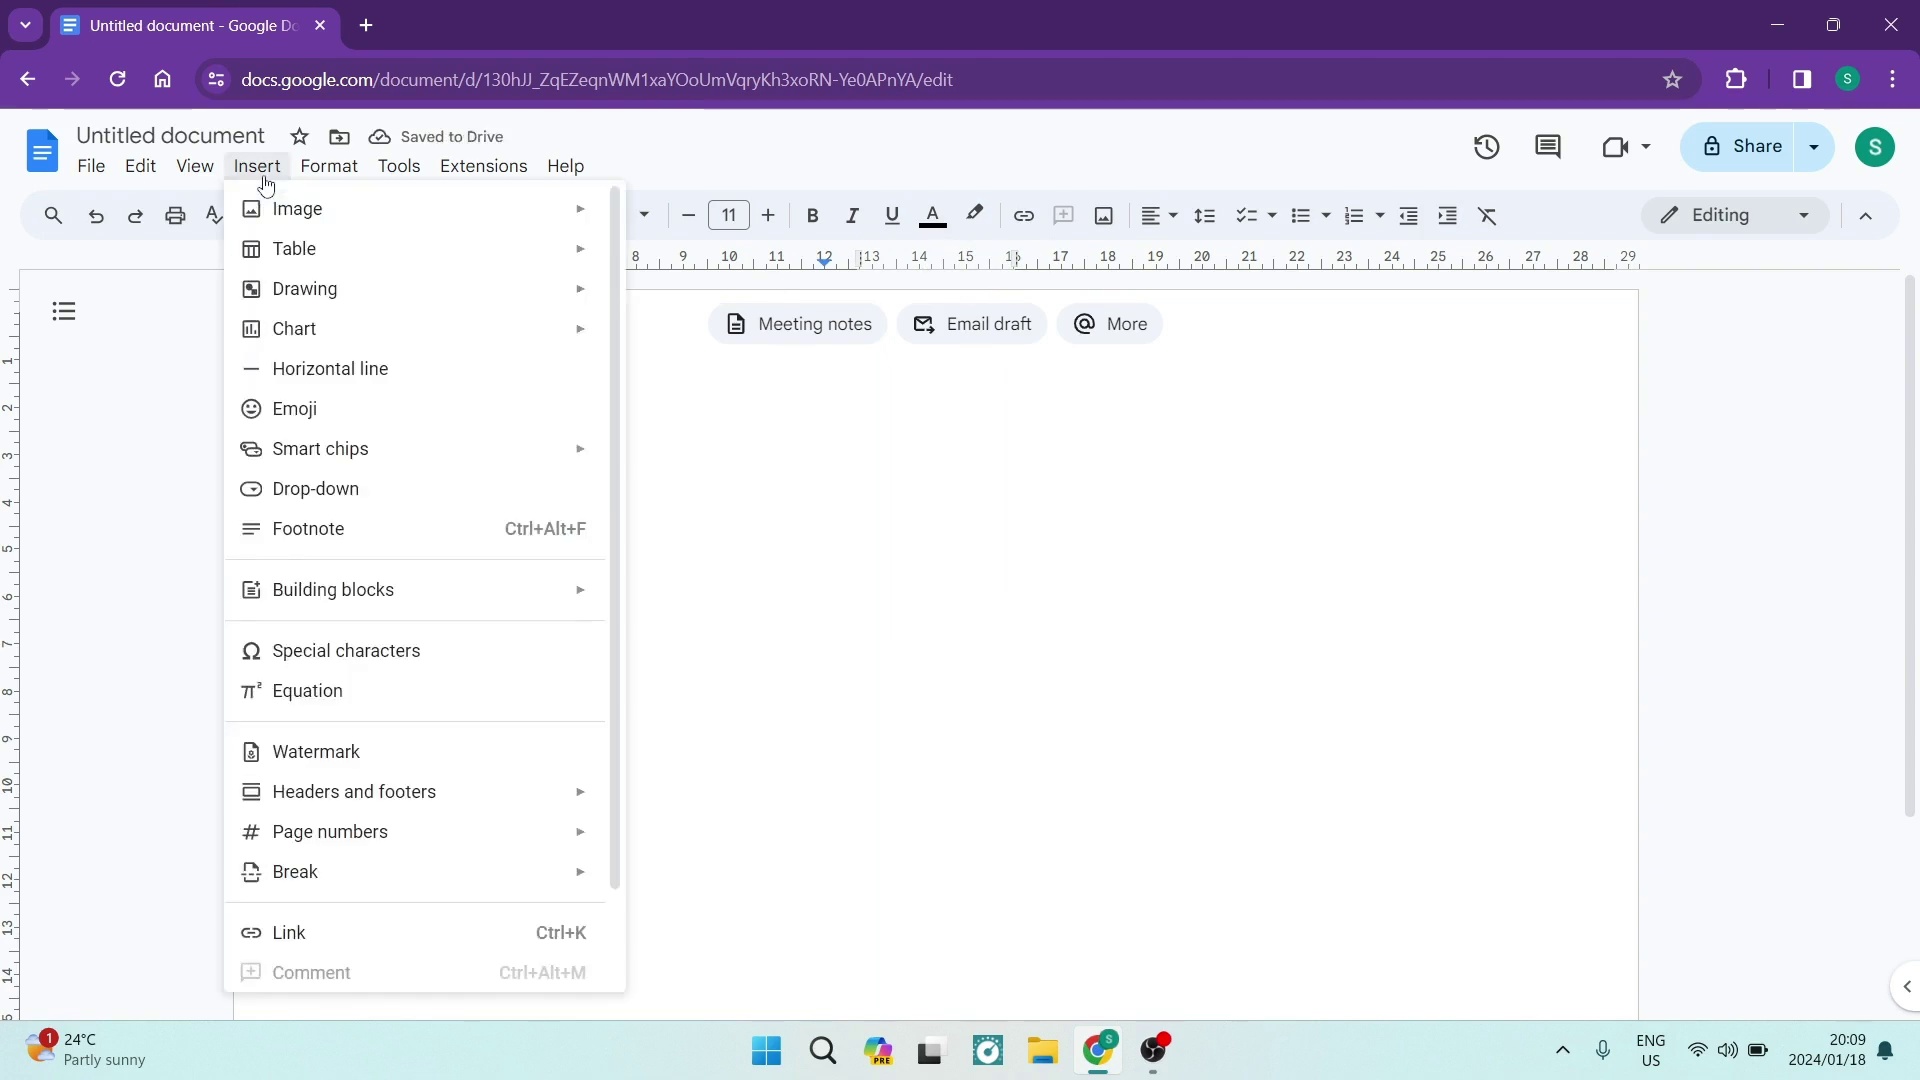 Untitled document - Google Do
docs.google.com/document/d/130hJJ_ZqEZeqnWM1xaYOoUmVqryKh3xoRN-Ye0APnYA/edit
S
Untitled document
Saved to Drive
File Edit View Insert Format Tools Extensions Help
Share
S
11
B I U A
Editing
8 9 10 11 12 13 14 15 16 17 18 19 20 21 22 23 24 25 26 27 28 29
Meeting notes
Email draft
More
Image
Table
Drawing
Chart
Horizontal line
Emoji
Smart chips
Drop-down
Footnote Ctrl+Alt+F
Building blocks
Special characters
Equation
Watermark
Headers and footers
Page numbers
Break
Link Ctrl+K
Comment Ctrl+Alt+M
1
2
3
4
5
6
7
8
9
10
11
12
13
14
1
24°C
Partly sunny
PRE
S
ENG
US
20:09
2024/01/18